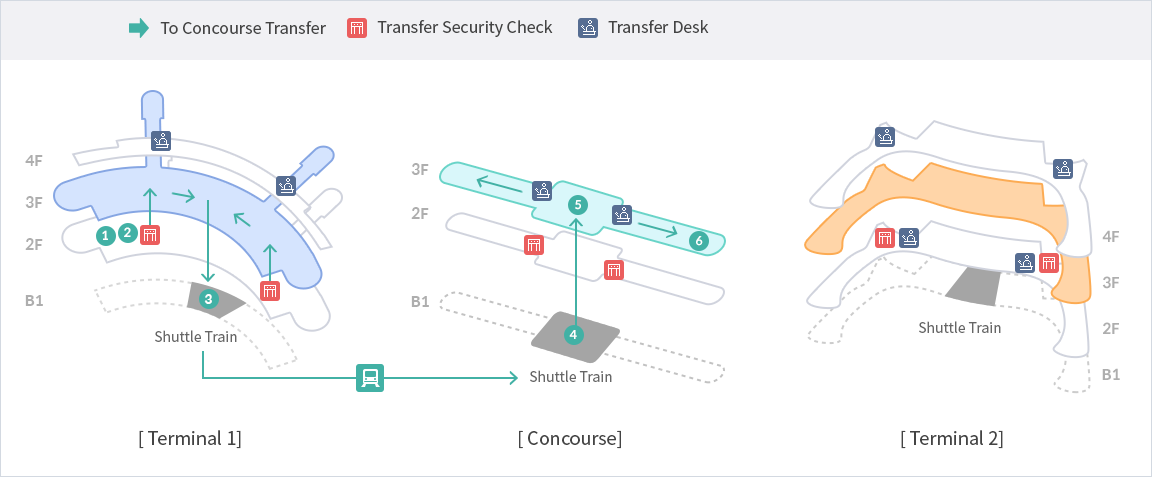 To Concourse Transfer
Transfer Security Check
Transfer Desk
4F
3F
2F
B1
1
2
3
Shuttle Train
3F
2F
B1
5
6
4
Shuttle Train
4F
3F
2F
B1
Shuttle Train
[ Terminal 1]
[ Concourse]
[ Terminal 2]